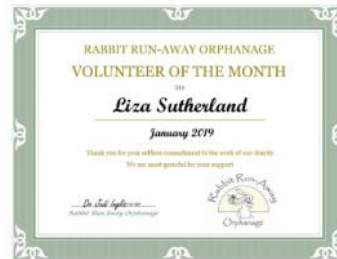 RABBIT RUN-AWAY ORPHANAGE
VOLUNTEER OF THE MONTH
TO
Liza Sutherland
January 2019
Thank you for your selfless commitment to the work of our charity
We are most grateful for your support
Rabbit Run-Away
Orphanage
Rabbit Run-Away Orphanage